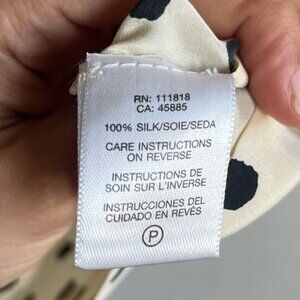 RN: 111818
CA: 45885
100% SILK/SOIE/SEDA
CARE INSTRUCTIONS
ON REVERSE
INSTRUCTIONS DE
SOIN SUR L'INVERSE
INSTRUCCIONES DEL
CUIDADO EN REVÉS
P